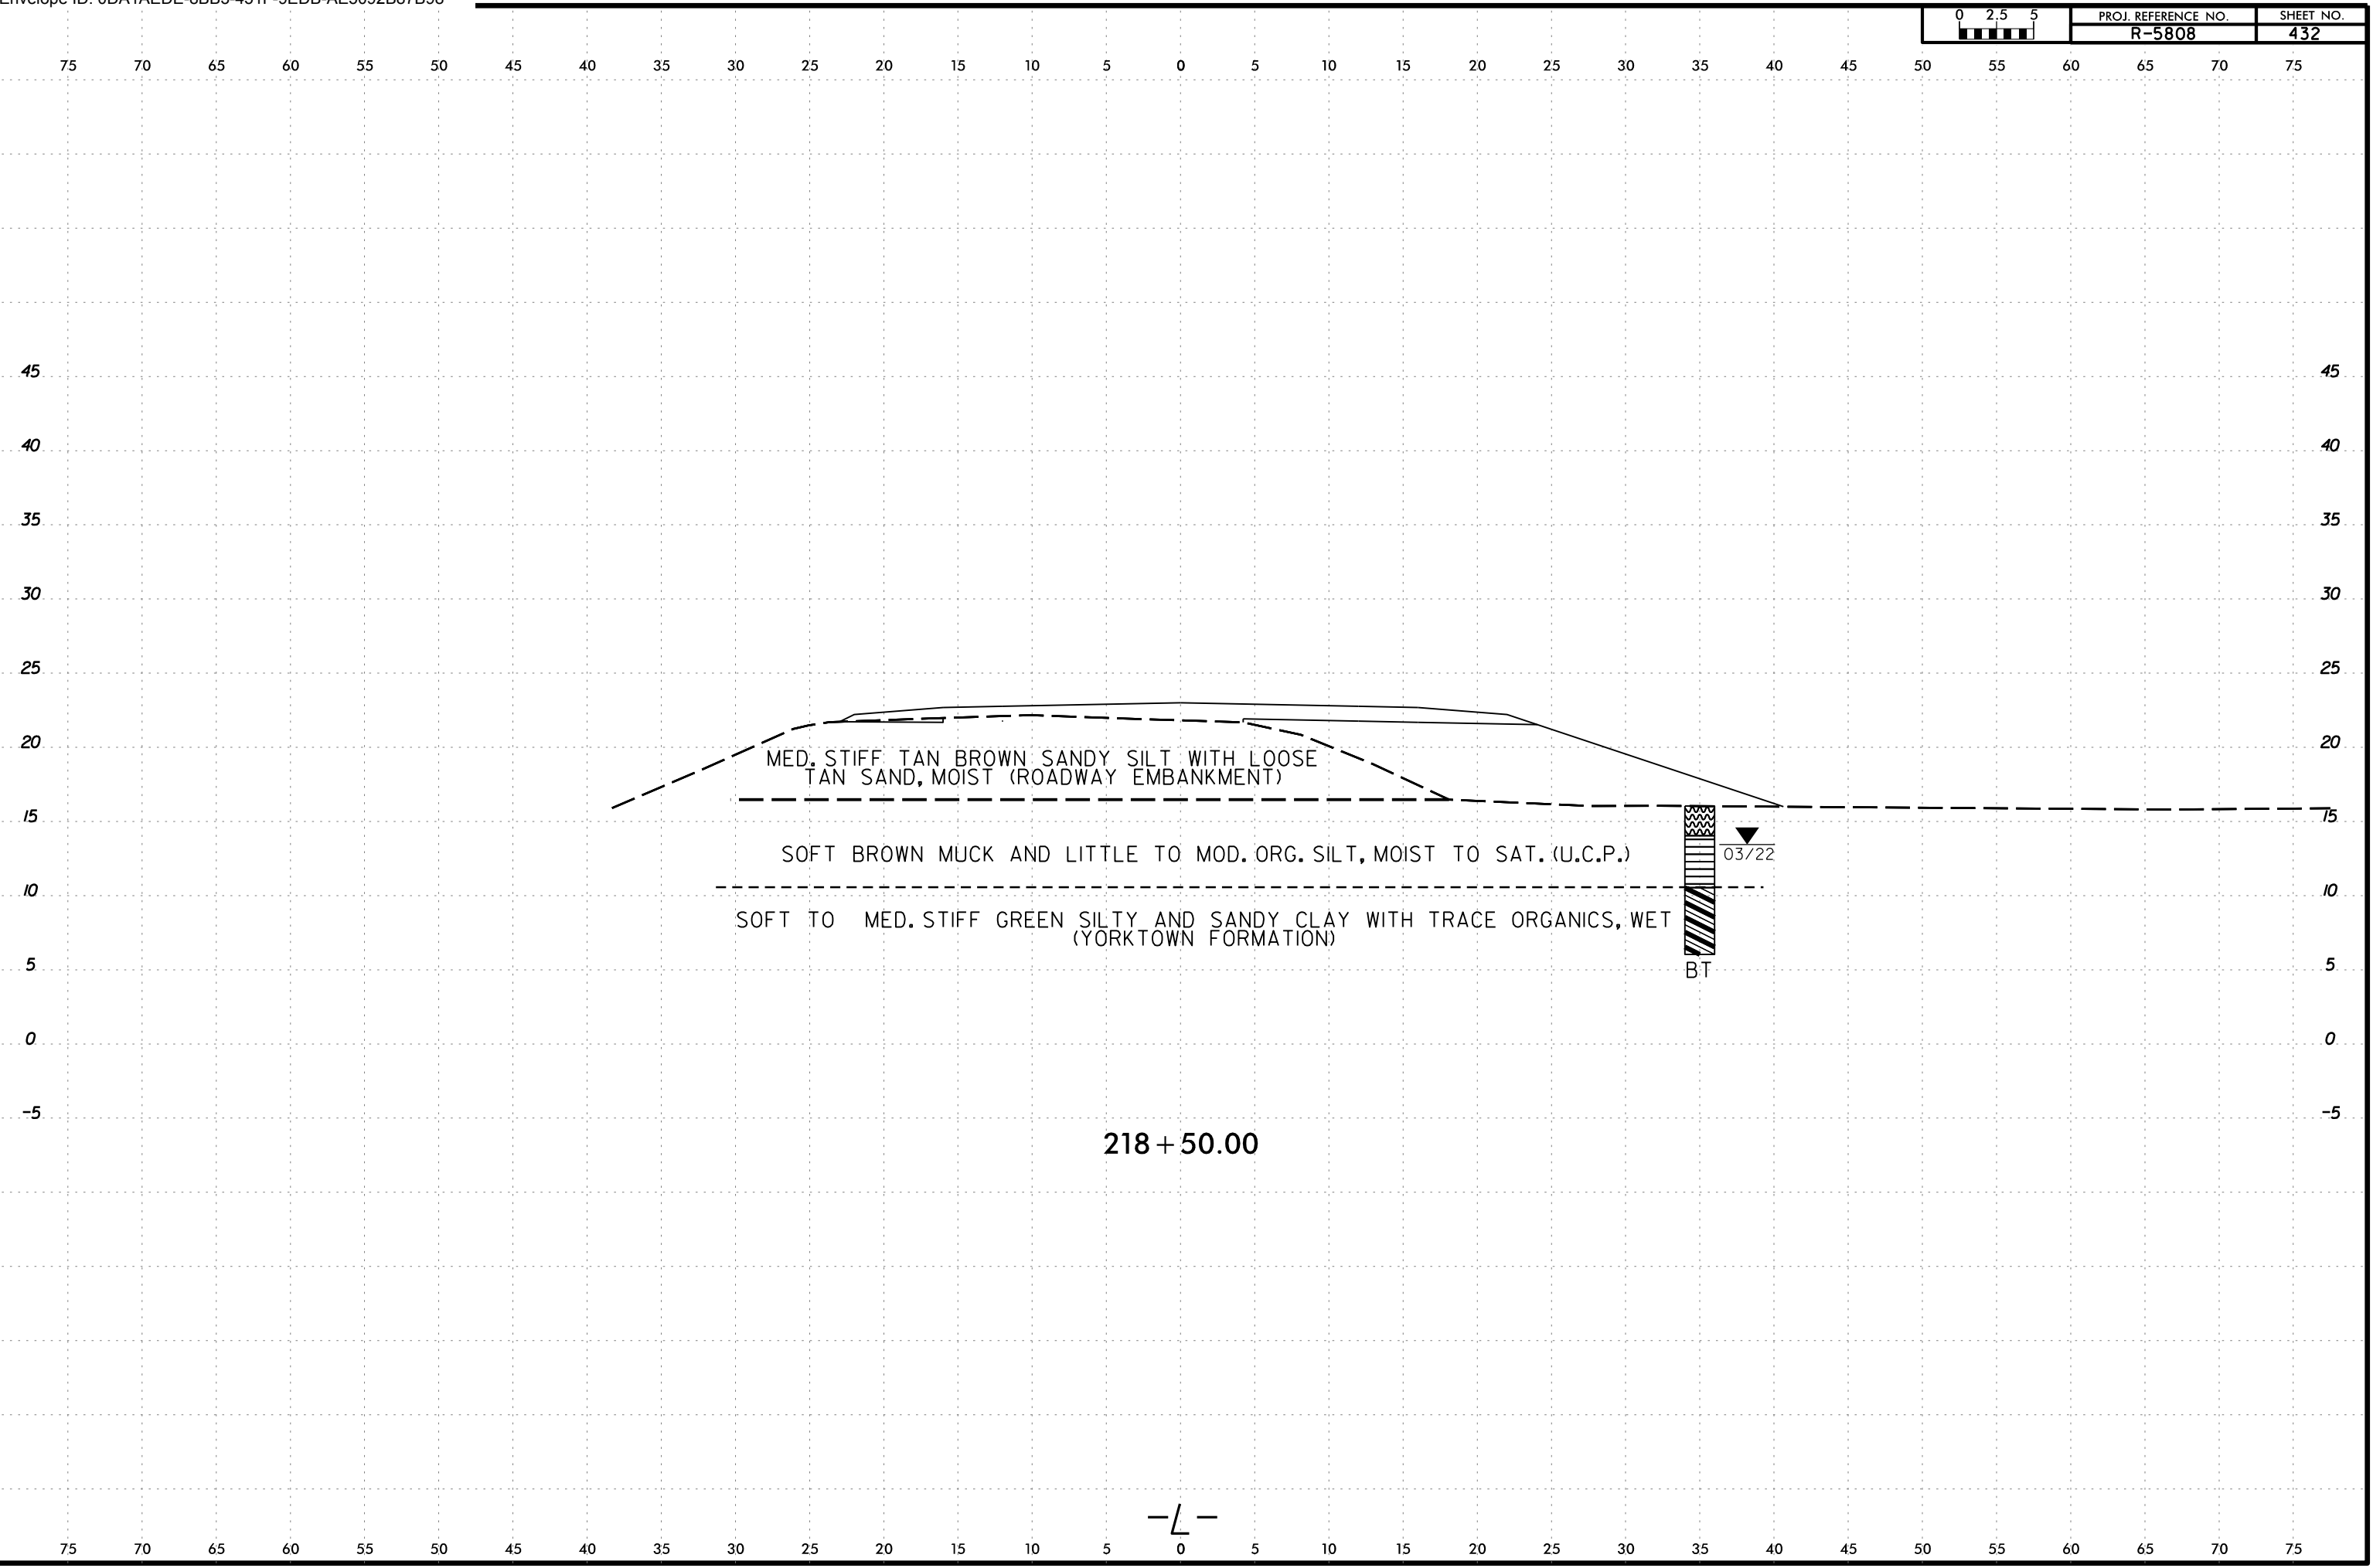 0 2.5 5
PROJ. REFERENCE NO. SHEET NO.
R-5808 432
75 70 65 60 55 50 45 40 35 30 25 20 15 10 5 0 5 10 15 20 25 30 35 40 45 50 55 60 65 70 75
45 45
40 40
35 35
30 30
25 25
20 20
MED. STIFF TAN BROWN SANDY SILT WITH LOOSE
TAN SAND, MOIST (ROADWAY EMBANKMENT)
15 15
SOFT BROWN MUCK AND LITTLE TO MOD. ORG. SILT, MOIST TO SAT. (U.C.P.) 03/22
10 10
SOFT TO MED. STIFF GREEN SILTY AND SANDY CLAY WITH TRACE ORGANICS, WET
(YORKTOWN FORMATION)
5 BT 5
0 0
-5 -5
218+50.00
-L-
75 70 65 60 55 50 45 40 35 30 25 20 15 10 5 0 5 10 15 20 25 30 35 40 45 50 55 60 65 70 75